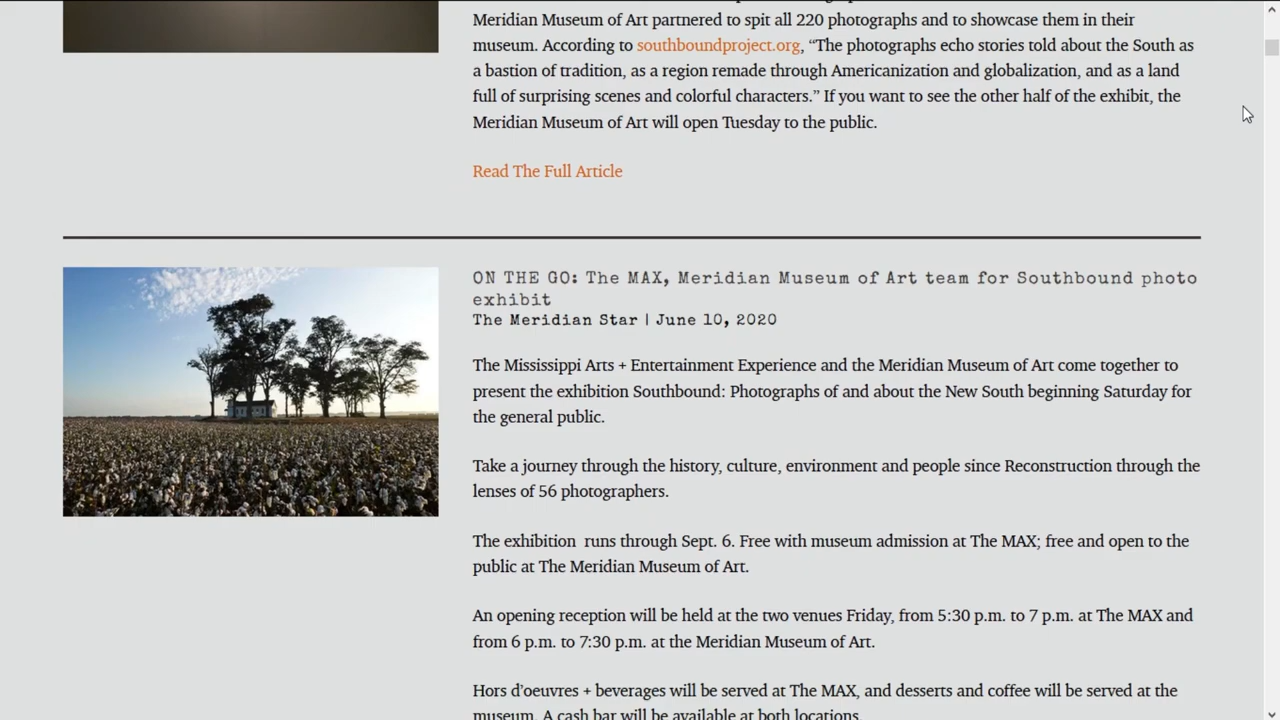 Meridian Museum of Art partnered to spit all 220 photographs and to showcase them in their
museum. According to southboundproject.org, “The photographs echo stories told about the South as
a bastion of tradition, as a region remade through Americanization and globalization, and as a land
full of surprising scenes and colorful characters.” If you want to see the other half of the exhibit, the
Meridian Museum of Art will open Tuesday to the public.
Read The Full Article
ON THE GO: The MAX, Meridian Museum of Art team for Southbound photo
exhibit
The Meridian Star | June 10, 2020
The Mississippi Arts + Entertainment Experience and the Meridian Museum of Art come together to
present the exhibition Southbound: Photographs of and about the New South beginning Saturday for
the general public.
Take a journey through the history, culture, environment and people since Reconstruction through the
lenses of 56 photographers.
The exhibition  runs through Sept. 6. Free with museum admission at The MAX; free and open to the
public at The Meridian Museum of Art.
An opening reception will be held at the two venues Friday, from 5:30 p.m. to 7 p.m. at The MAX and
from 6 p.m. to 7:30 p.m. at the Meridian Museum of Art.
Hors d’oeuvres + beverages will be served at The MAX, and desserts and coffee will be served at the
museum. A cash bar will be available at both locations.